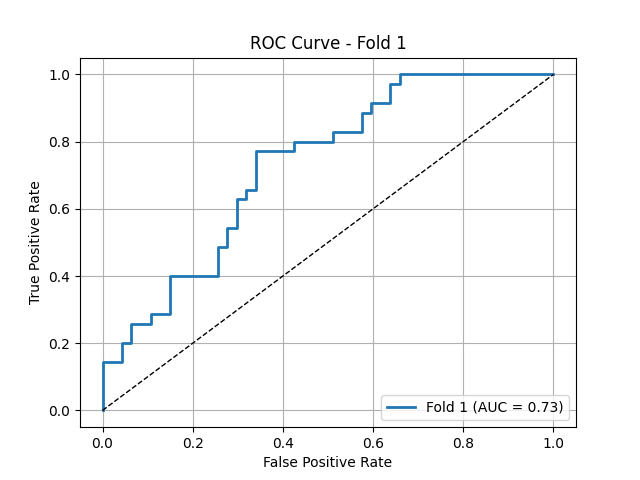 ROC Curve - Fold 1
True Positive Rate
1.0
0.8
0.6
0.4
0.2
0.0
Fold 1 (AUC = 0.73)
0.0 0.2 0.4 0.6 0.8 1.0
False Positive Rate